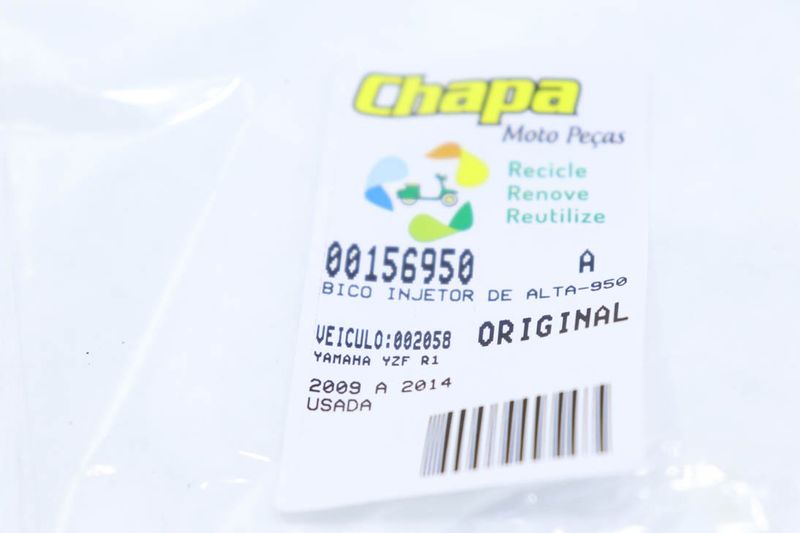 Chapa
Moto Peças
Recicle
Renove
Reutilize
00156950 A
BICO INJETOR DE ALTA-950
VEICULO:002058 ORIGINAL
YAMAHA YZF R1
2009 A 2014
USADA